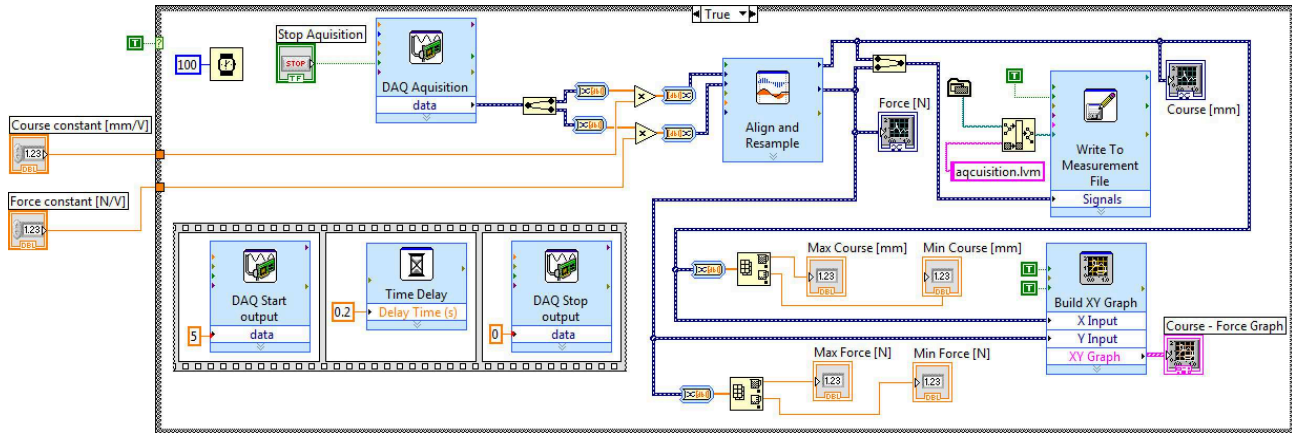 True
T
?
Stop Aquisition
STOP
TF
100
DAQ Aquisition
data
Align and
Resample
Force [N]
T
Write To
Measurement
File
Signals
aqcuisition.lvm
Course [mm]
Course constant [mm/V]
1.23
DBL
Force constant [N/V]
1.23
DBL
DAQ Start
output
data
5
Time Delay
Delay Time (s)
0.2
DAQ Stop
output
data
0
Max Course [mm]
1.23
DBL
Min Course [mm]
1.23
DBL
T
T
Build XY Graph
X Input
Y Input
XY Graph
Course - Force Graph
Max Force [N]
1.23
DBL
Min Force [N]
1.23
DBL